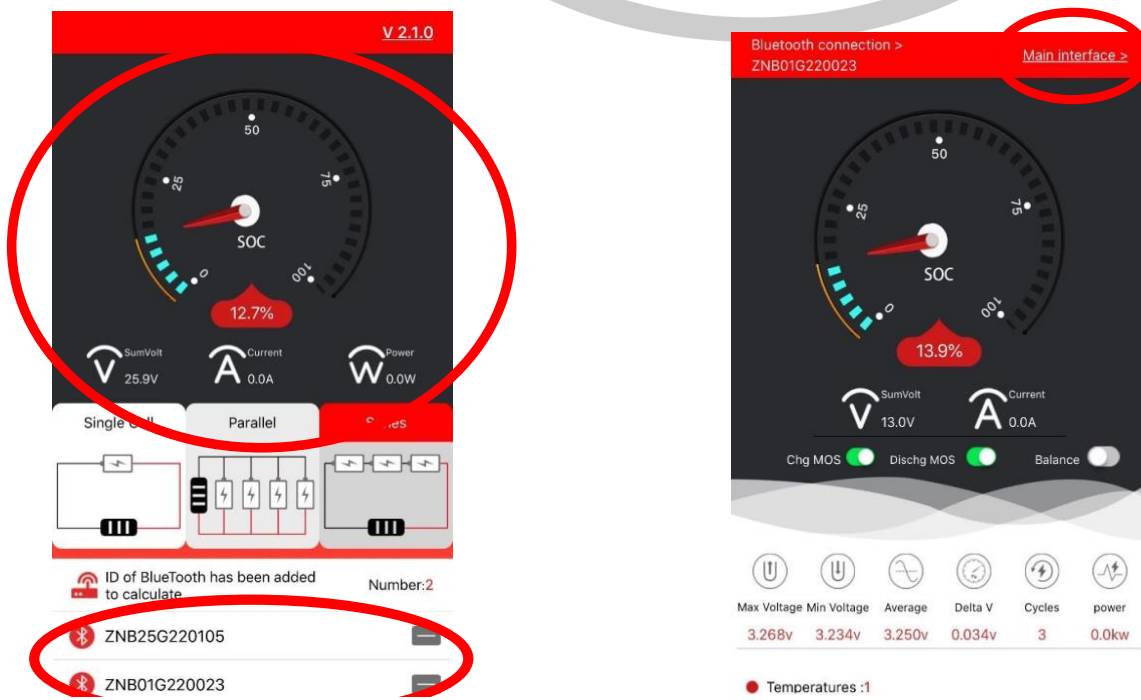 V 2.1.0
50
25
75
SOC
0
100
12.7%
SumVolt
25.9V
Current
0.0A
Power
0.0W
Parallel
ID of BlueTooth has been added
to calculate
Number:2
ZNB25G220105
ZNB01G220023
Bluetooth connection >
ZNB01G220023
Main interface >
50
25
75
SOC
0
100
13.9%
SumVolt
13.0V
Current
0.0A
Chg MOS
Dischg MOS
Balance
Max Voltage
Min Voltage
Average
Delta V
Cycles
power
3.268v
3.234v
3.250v
0.034v
3
0.0kw
Temperatures :1